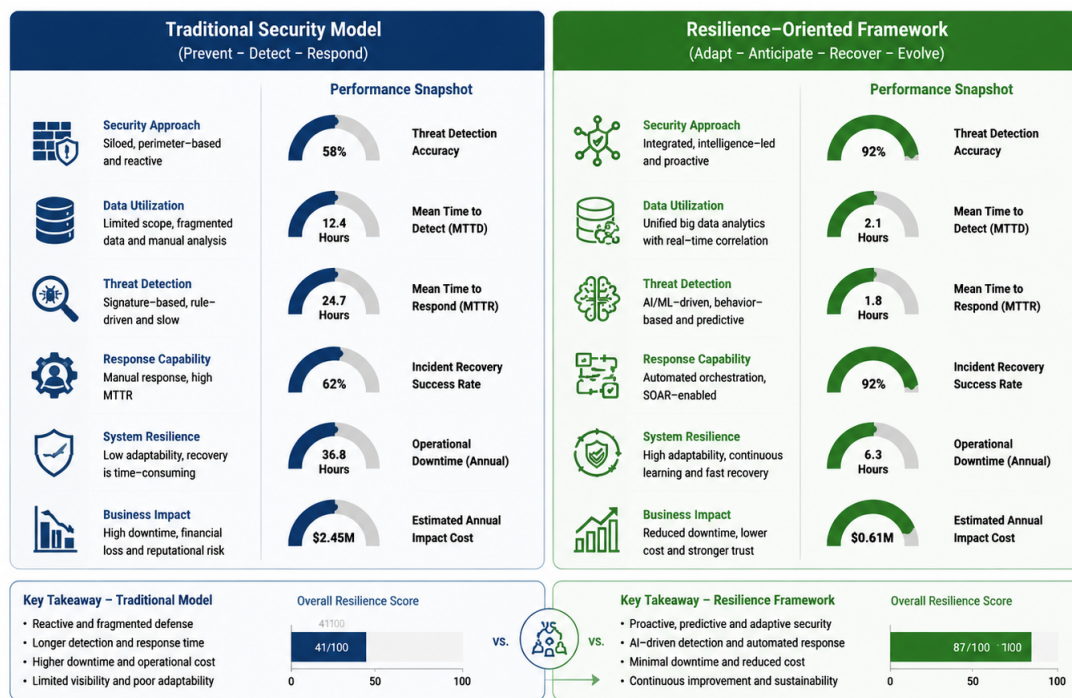 Traditional Security Model
(Prevent – Detect – Respond)
Performance Snapshot
Security Approach
Siloed, perimeter–based
and reactive
58%
Threat Detection
Accuracy
Data Utilization
Limited scope, fragmented
data and manual analysis
12.4
Hours
Mean Time to
Detect (MTTD)
Threat Detection
Signature–based, rule–
driven and slow
24.7
Hours
Mean Time to
Respond (MTTR)
Response Capability
Manual response, high
MTTR
62%
Incident Recovery
Success Rate
System Resilience
Low adaptability, recovery
is time–consuming
36.8
Hours
Operational
Downtime (Annual)
Business Impact
High downtime, financial
loss and reputational risk
$2.45M
Estimated Annual
Impact Cost
Resilience–Oriented Framework
(Adapt – Anticipate – Recover – Evolve)
Performance Snapshot
Security Approach
Integrated, intelligence–led
and proactive
92%
Threat Detection
Accuracy
Data Utilization
Unified big data analytics
with real–time correlation
2.1
Hours
Mean Time to
Detect (MTTD)
Threat Detection
AI/ML–driven, behavior–
based and predictive
1.8
Hours
Mean Time to
Respond (MTTR)
Response Capability
Automated orchestration,
SOAR–enabled
92%
Incident Recovery
Success Rate
System Resilience
High adaptability, continuous
learning and fast recovery
6.3
Hours
Operational
Downtime (Annual)
Business Impact
Reduced downtime, lower
cost and stronger trust
$0.61M
Estimated Annual
Impact Cost
Key Takeaway – Traditional Model
• Reactive and fragmented defense
• Longer detection and response time
• Higher downtime and operational cost
• Limited visibility and poor adaptability
Overall Resilience Score
41/100
0 50 100
vs.
vs.
Key Takeaway – Resilience Framework
• Proactive, predictive and adaptive security
• AI–driven detection and automated response
• Minimal downtime and reduced cost
• Continuous improvement and sustainability
Overall Resilience Score
87/100
0 50 100